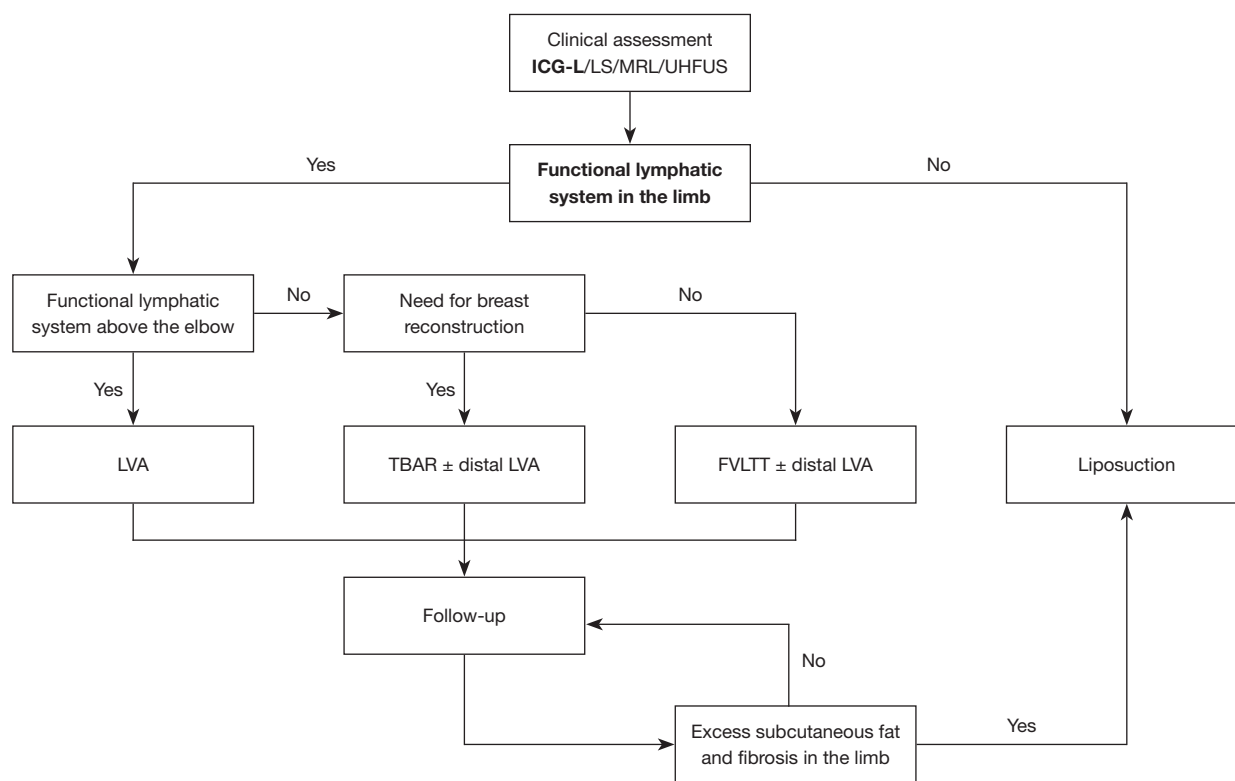 Clinical assessment
ICG-L/LS/MRL/UHFUS
Yes
Functional lymphatic
system in the limb
No
Functional lymphatic
system above the elbow
No
Need for breast
reconstruction
No
Yes
Yes
LVA
TBAR ± distal LVA
FVLTT ± distal LVA
Liposuction
Follow-up
No
Excess subcutaneous fat
and fibrosis in the limb
Yes